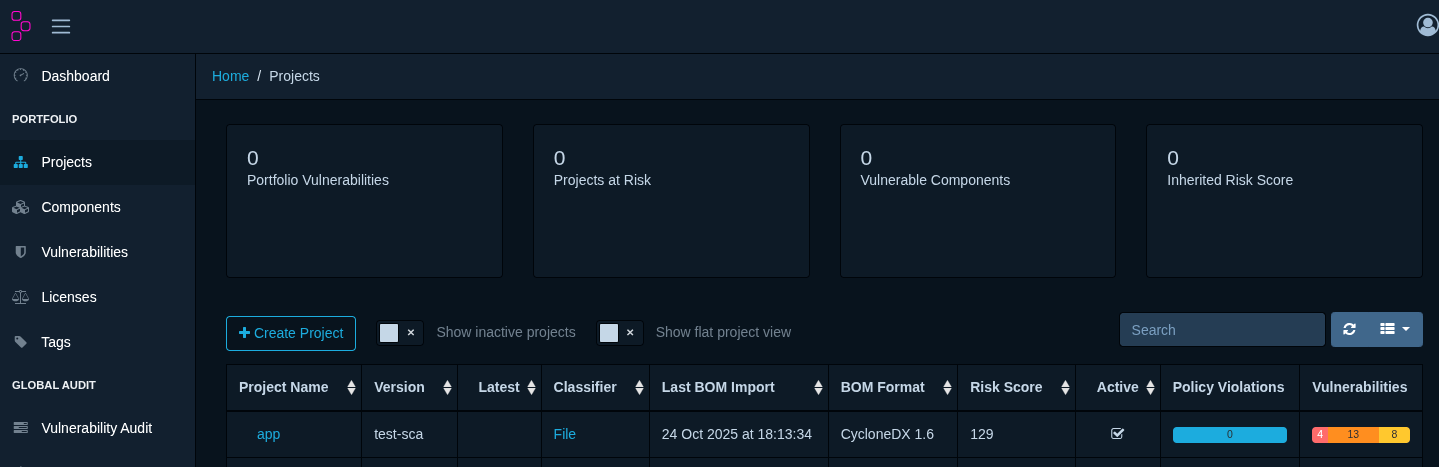 Dashboard
Home / Projects
PORTFOLIO
Projects
Components
Vulnerabilities
Licenses
Tags
GLOBAL AUDIT
Vulnerability Audit
0
Portfolio Vulnerabilities
0
Projects at Risk
0
Vulnerable Components
0
Inherited Risk Score
Create Project
Show inactive projects
Show flat project view
Search
Project Name Version Latest Classifier Last BOM Import BOM Format Risk Score Active Policy Violations Vulnerabilities
app test-sca File 24 Oct 2025 at 18:13:34 CycloneDX 1.6 129 0 4 13 8